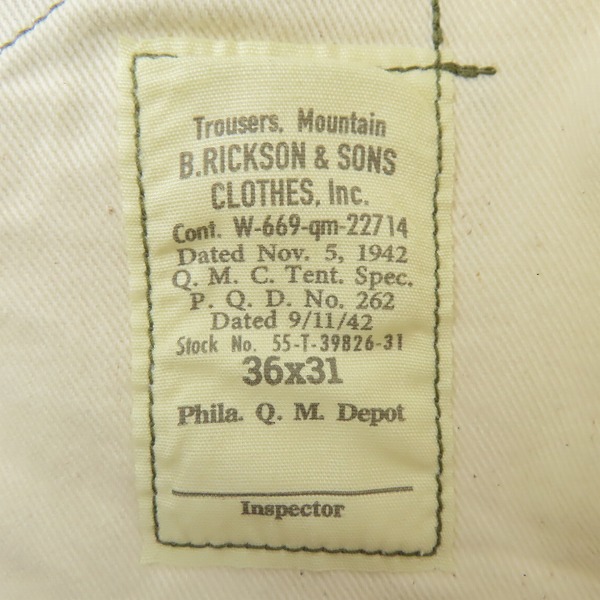 Trousers, Mountain
B.RICKSON & SONS
CLOTHES, Inc.
Cont. W-669-qm-22714
Dated Nov. 5, 1942
Q. M. C. Tent. Spec.
P. Q. D. No. 262
Dated 9/11/42
Stock No. 55-T-39826-31
36x31
Phila. Q. M. Depot
Inspector